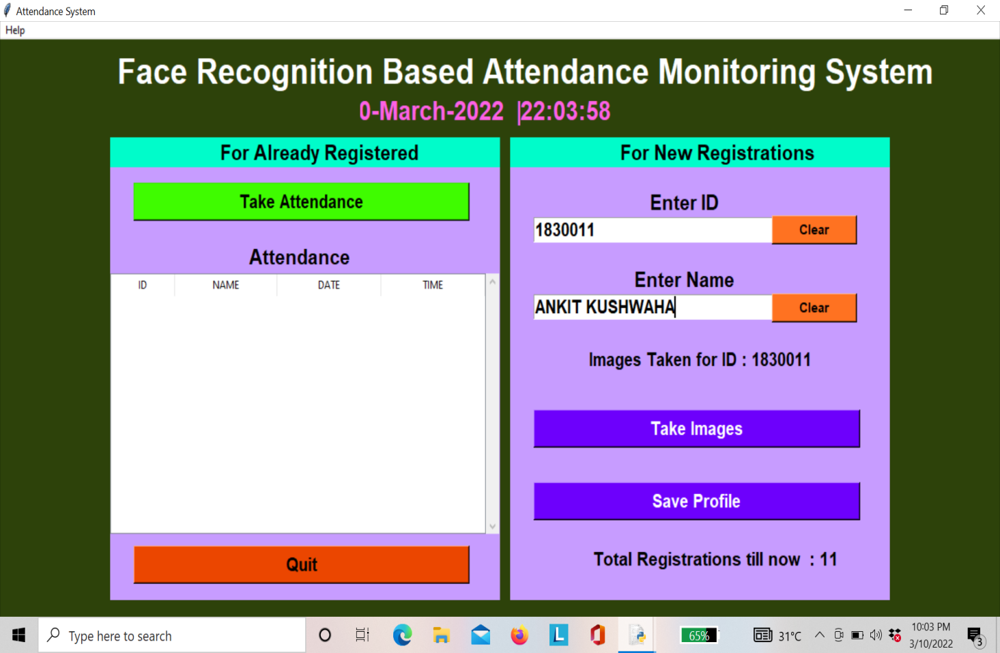 Attendance System
Help
Face Recognition Based Attendance Monitoring System
0-March-2022 |22:03:58
For Already Registered
Take Attendance
Attendance
ID NAME DATE TIME
Quit
For New Registrations
Enter ID
1830011 Clear
Enter Name
ANKIT KUSHWAHA Clear
Images Taken for ID : 1830011
Take Images
Save Profile
Total Registrations till now : 11
Type here to search
L
65%
31°C
10:03 PM
3/10/2022
3